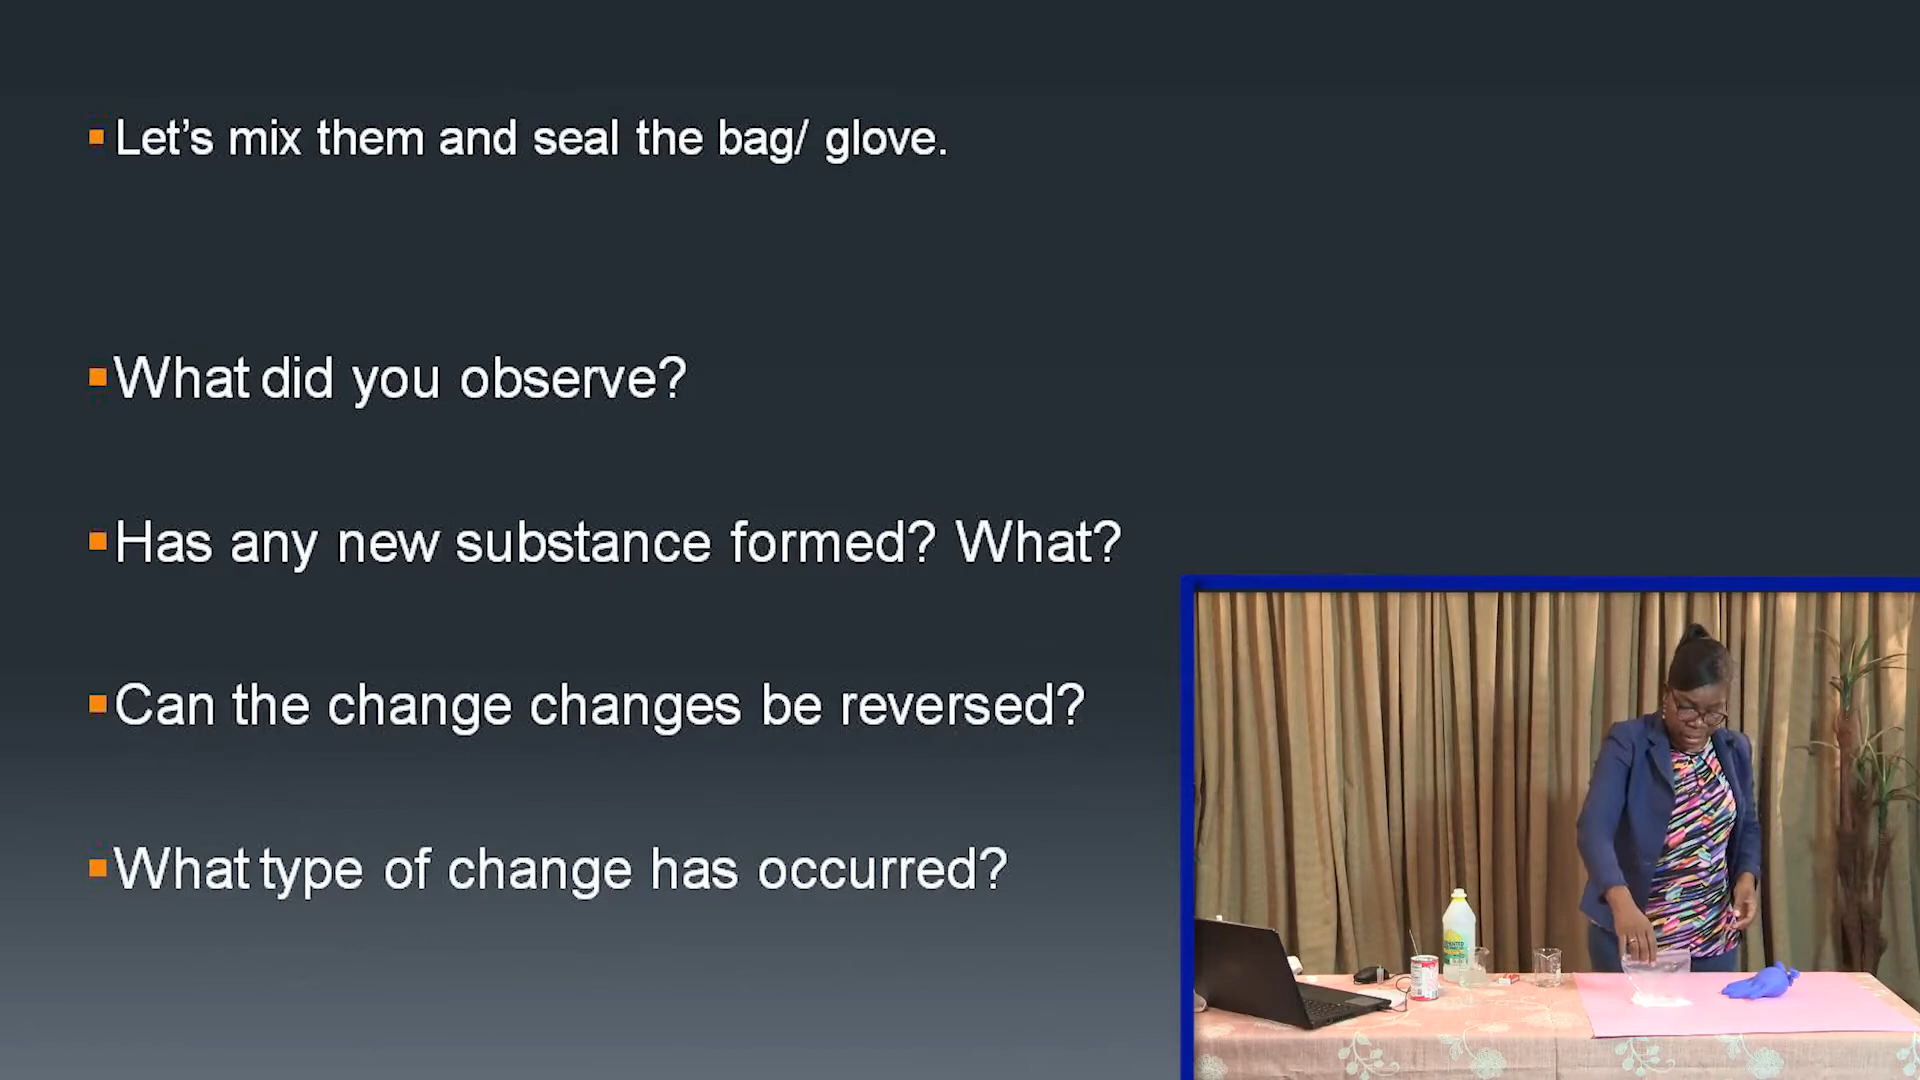 Let's mix them and seal the bag/ glove.
What did you observe?
Has any new substance formed? What?
Can the change changes be reversed?
What type of change has occurred?